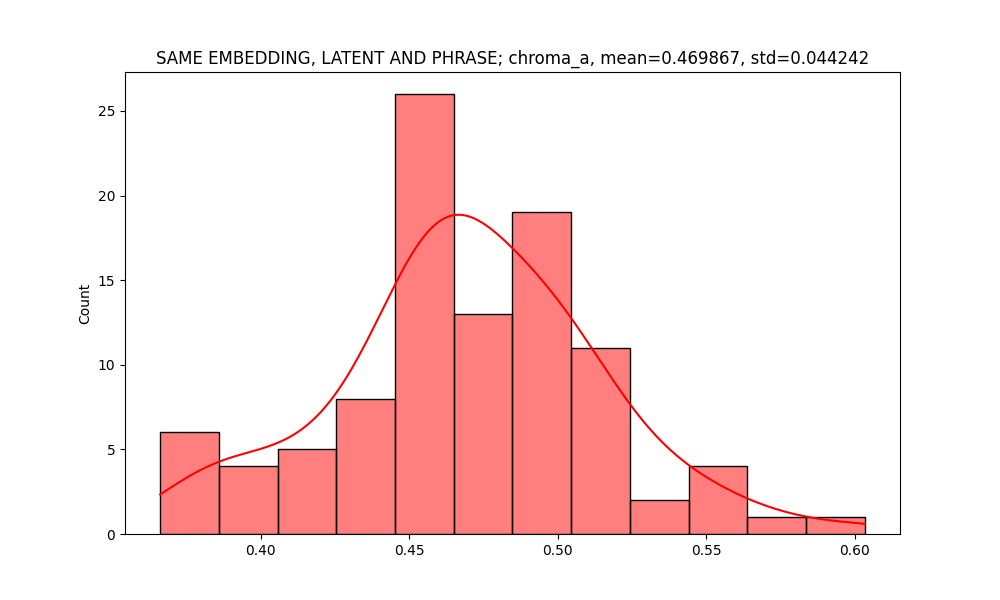 SAME EMBEDDING, LATENT AND PHRASE; chroma_a, mean=0.469867, std=0.044242
25
20
15
10
5
0
Count
0.40 0.45 0.50 0.55 0.60